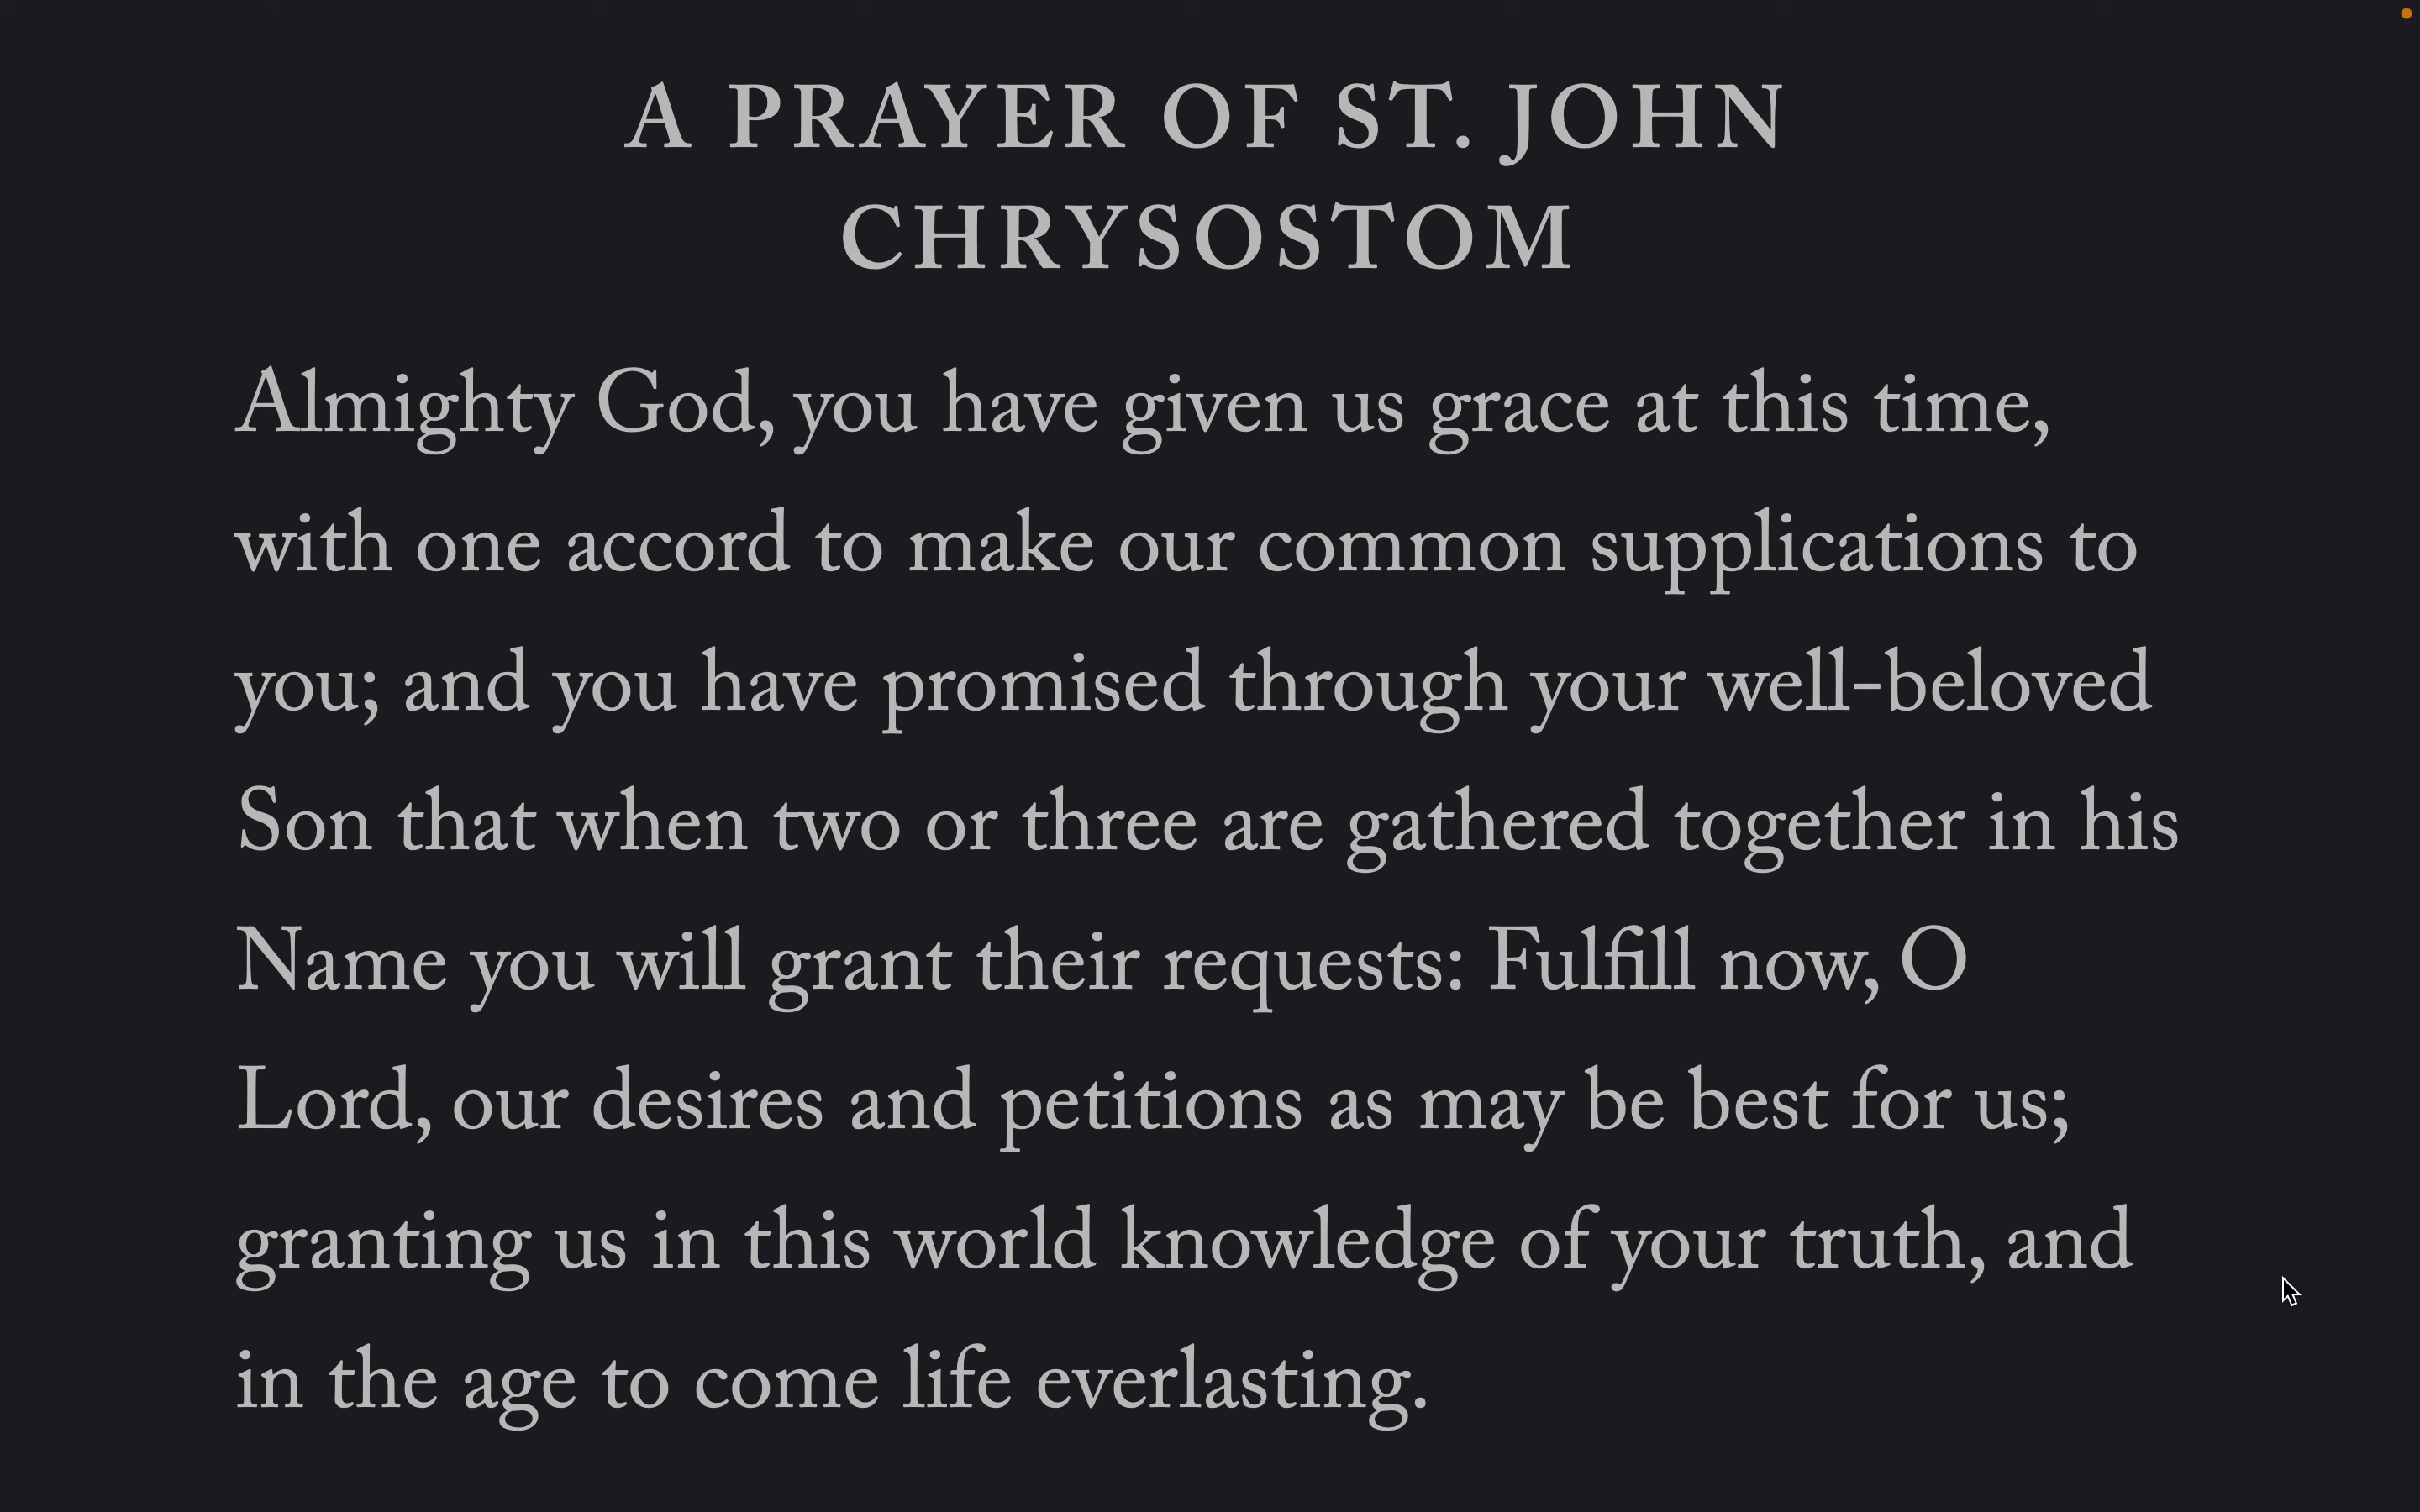 A PRAYER OF ST. JOHN
CHRYSOSTOM
Almighty God, you have given us grace at this time,
with one accord to make our common supplications to
you; and you have promised through your well-beloved
Son that when two or three are gathered together in his
Name you will grant their requests: Fulfill now, O
Lord, our desires and petitions as may be best for us;
granting us in this world knowledge of your truth, and
in the age to come life everlasting.